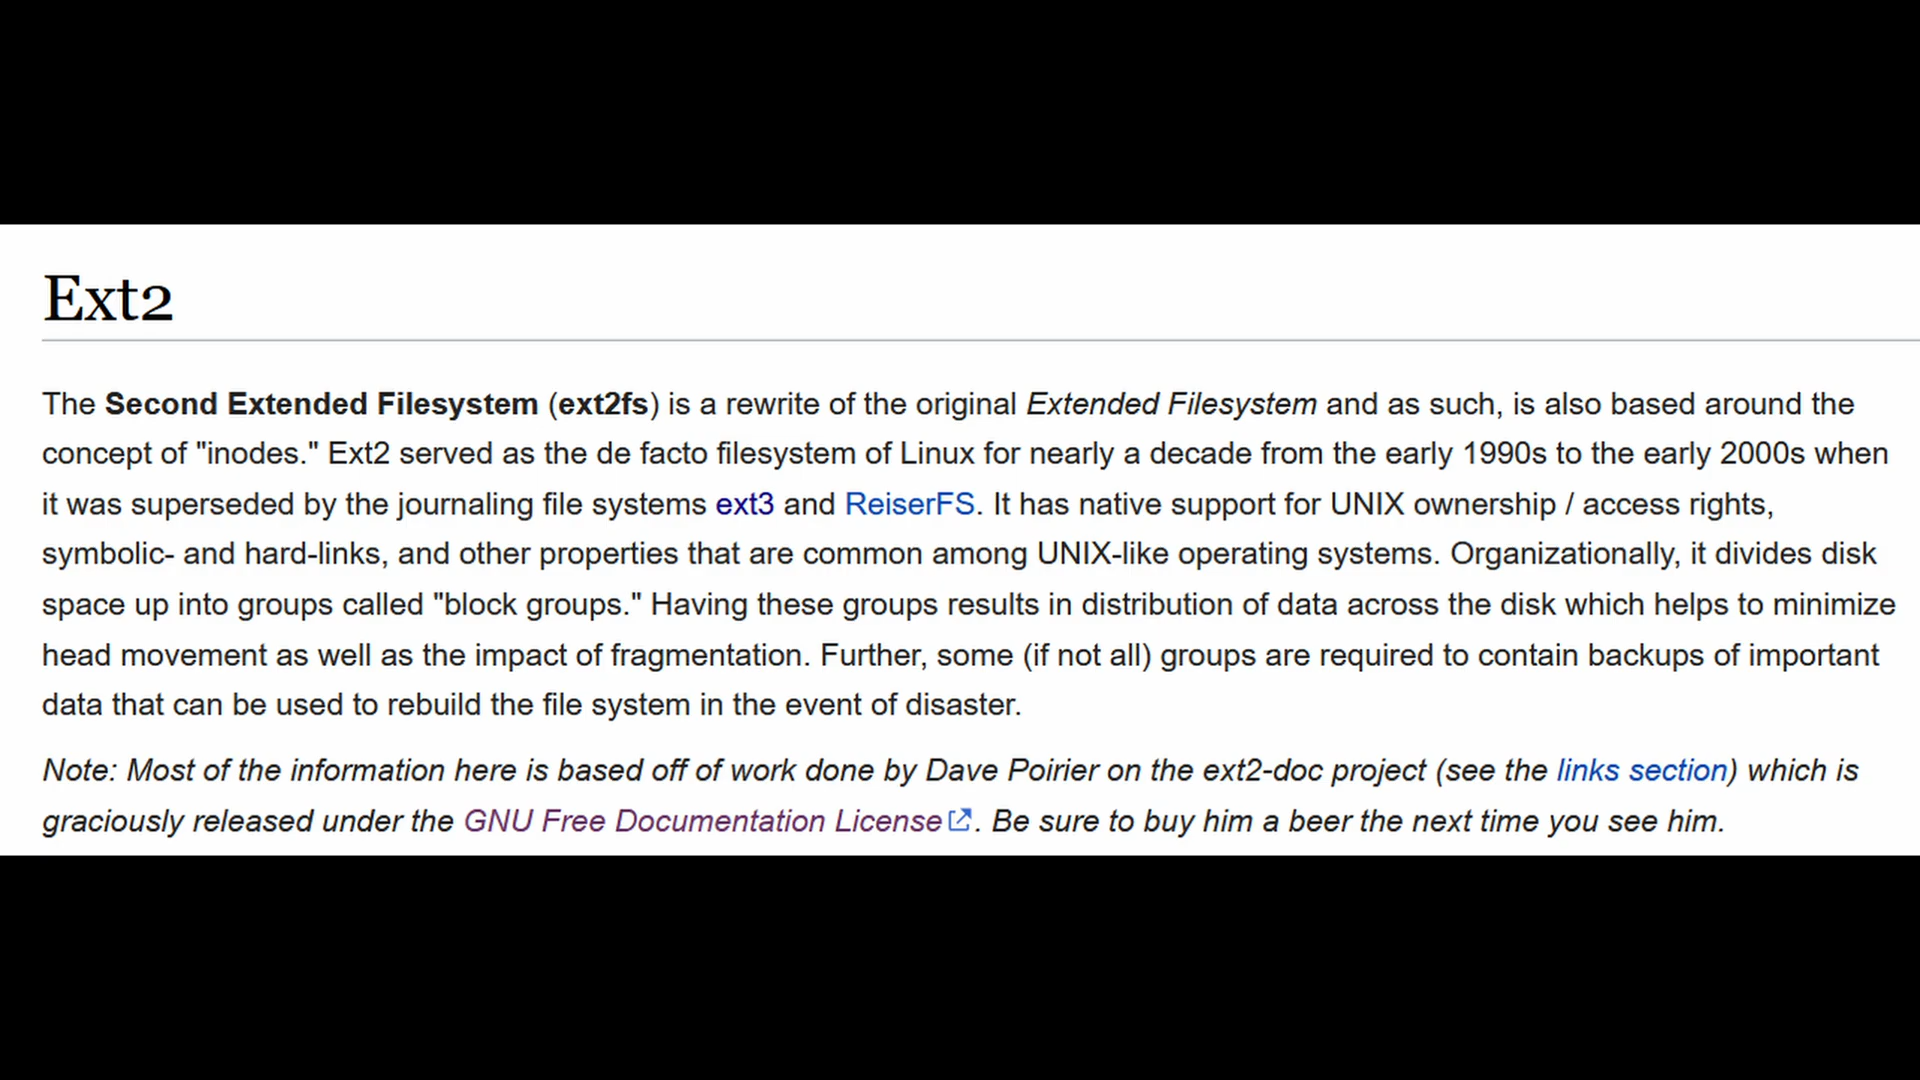 Ext2
The Second Extended Filesystem (ext2fs) is a rewrite of the original Extended Filesystem and as such, is also based around the
concept of "inodes." Ext2 served as the de facto filesystem of Linux for nearly a decade from the early 1990s to the early 2000s when
it was superseded by the journaling file systems ext3 and ReiserFS. It has native support for UNIX ownership / access rights,
symbolic- and hard-links, and other properties that are common among UNIX-like operating systems. Organizationally, it divides disk
space up into groups called "block groups." Having these groups results in distribution of data across the disk which helps to minimize
head movement as well as the impact of fragmentation. Further, some (if not all) groups are required to contain backups of important
data that can be used to rebuild the file system in the event of disaster.
Note: Most of the information here is based off of work done by Dave Poirier on the ext2-doc project (see the links section) which is
graciously released under the GNU Free Documentation License. Be sure to buy him a beer the next time you see him.